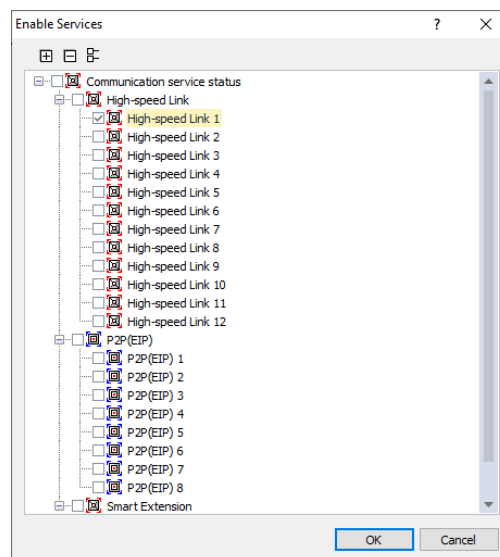 Enable Services
?
Communication service status
High-speed Link
High-speed Link 1
High-speed Link 2
High-speed Link 3
High-speed Link 4
High-speed Link 5
High-speed Link 6
High-speed Link 7
High-speed Link 8
High-speed Link 9
High-speed Link 10
High-speed Link 11
High-speed Link 12
P2P(EIP)
P2P(EIP) 1
P2P(EIP) 2
P2P(EIP) 3
P2P(EIP) 4
P2P(EIP) 5
P2P(EIP) 6
P2P(EIP) 7
P2P(EIP) 8
Smart Extension
OK Cancel